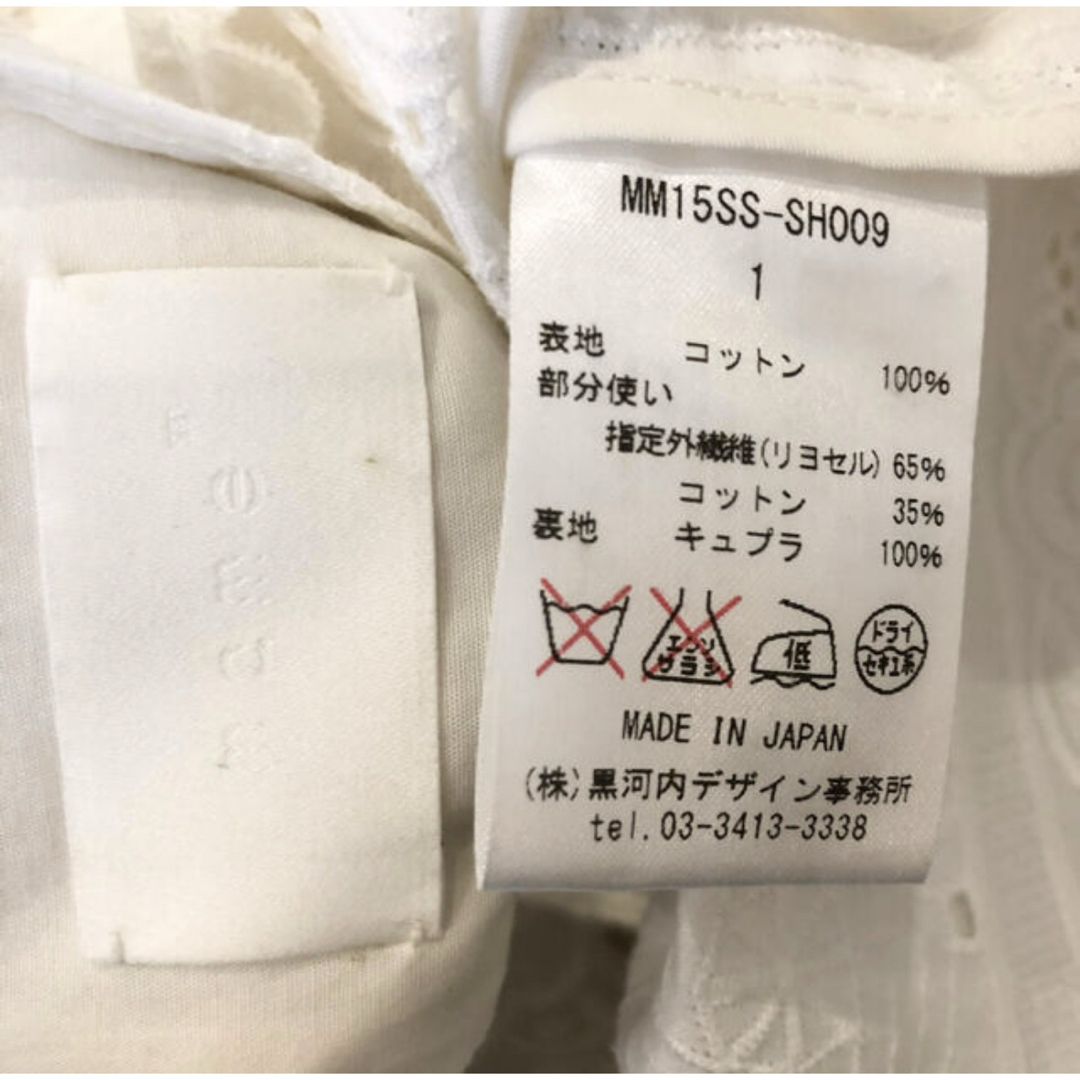 MM15SS-SH009
1
表地 コットン 100%
部分使い
指定外繊維(リヨセル) 65%
コットン 35%
裏地 キュプラ 100%
エンソ
サラシ
低
ドライ
セキユ系
MADE IN JAPAN
(株)黒河内デザイン事務所
tel.03-3413-3338